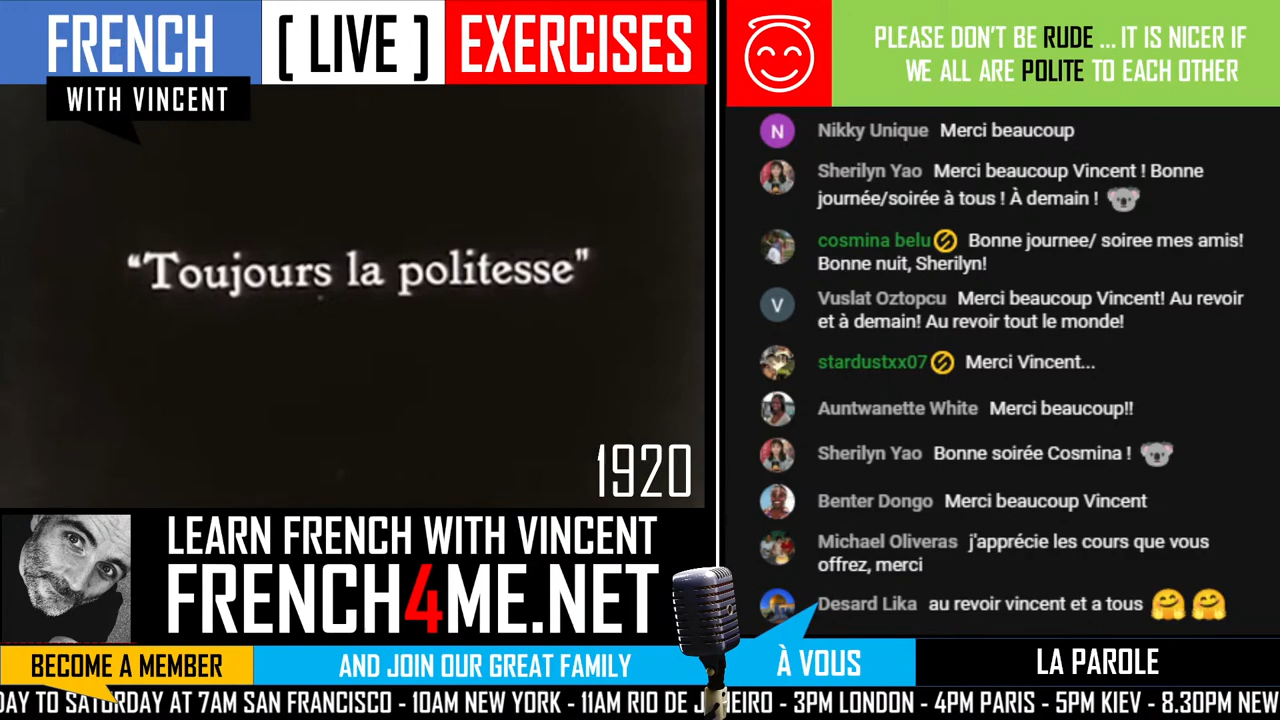 FRENCH
WITH VINCENT
[ LIVE ]
EXERCISES
PLEASE DON'T BE RUDE ... IT IS NICER IF
WE ALL ARE POLITE TO EACH OTHER
"Toujours la politesse"
1920
N
Nikky Unique Merci beaucoup
Sherilyn Yao Merci beaucoup Vincent ! Bonne
journée/soirée à tous ! À demain !
cosmina belu Bonne journee/ soiree mes amis!
Bonne nuit, Sherilyn!
V
Vuslat Oztopcu Merci beaucoup Vincent! Au revoir
et à demain! Au revoir tout le monde!
stardustxx07 Merci Vincent...
Auntwanette White Merci beaucoup!!
Sherilyn Yao Bonne soirée Cosmina !
Benter Dongo Merci beaucoup Vincent
Michael Oliveras j'apprécie les cours que vous
offrez, merci
Desard Lika au revoir vincent et a tous
LEARN FRENCH WITH VINCENT
FRENCH4ME.NET
BECOME A MEMBER
AND JOIN OUR GREAT FAMILY
À VOUS
LA PAROLE
DAY TO SATURDAY AT 7AM SAN FRANCISCO - 10AM NEW YORK - 11AM RIO DE JANEIRO - 3PM LONDON - 4PM PARIS - 5PM KIEV - 8.30PM NEW